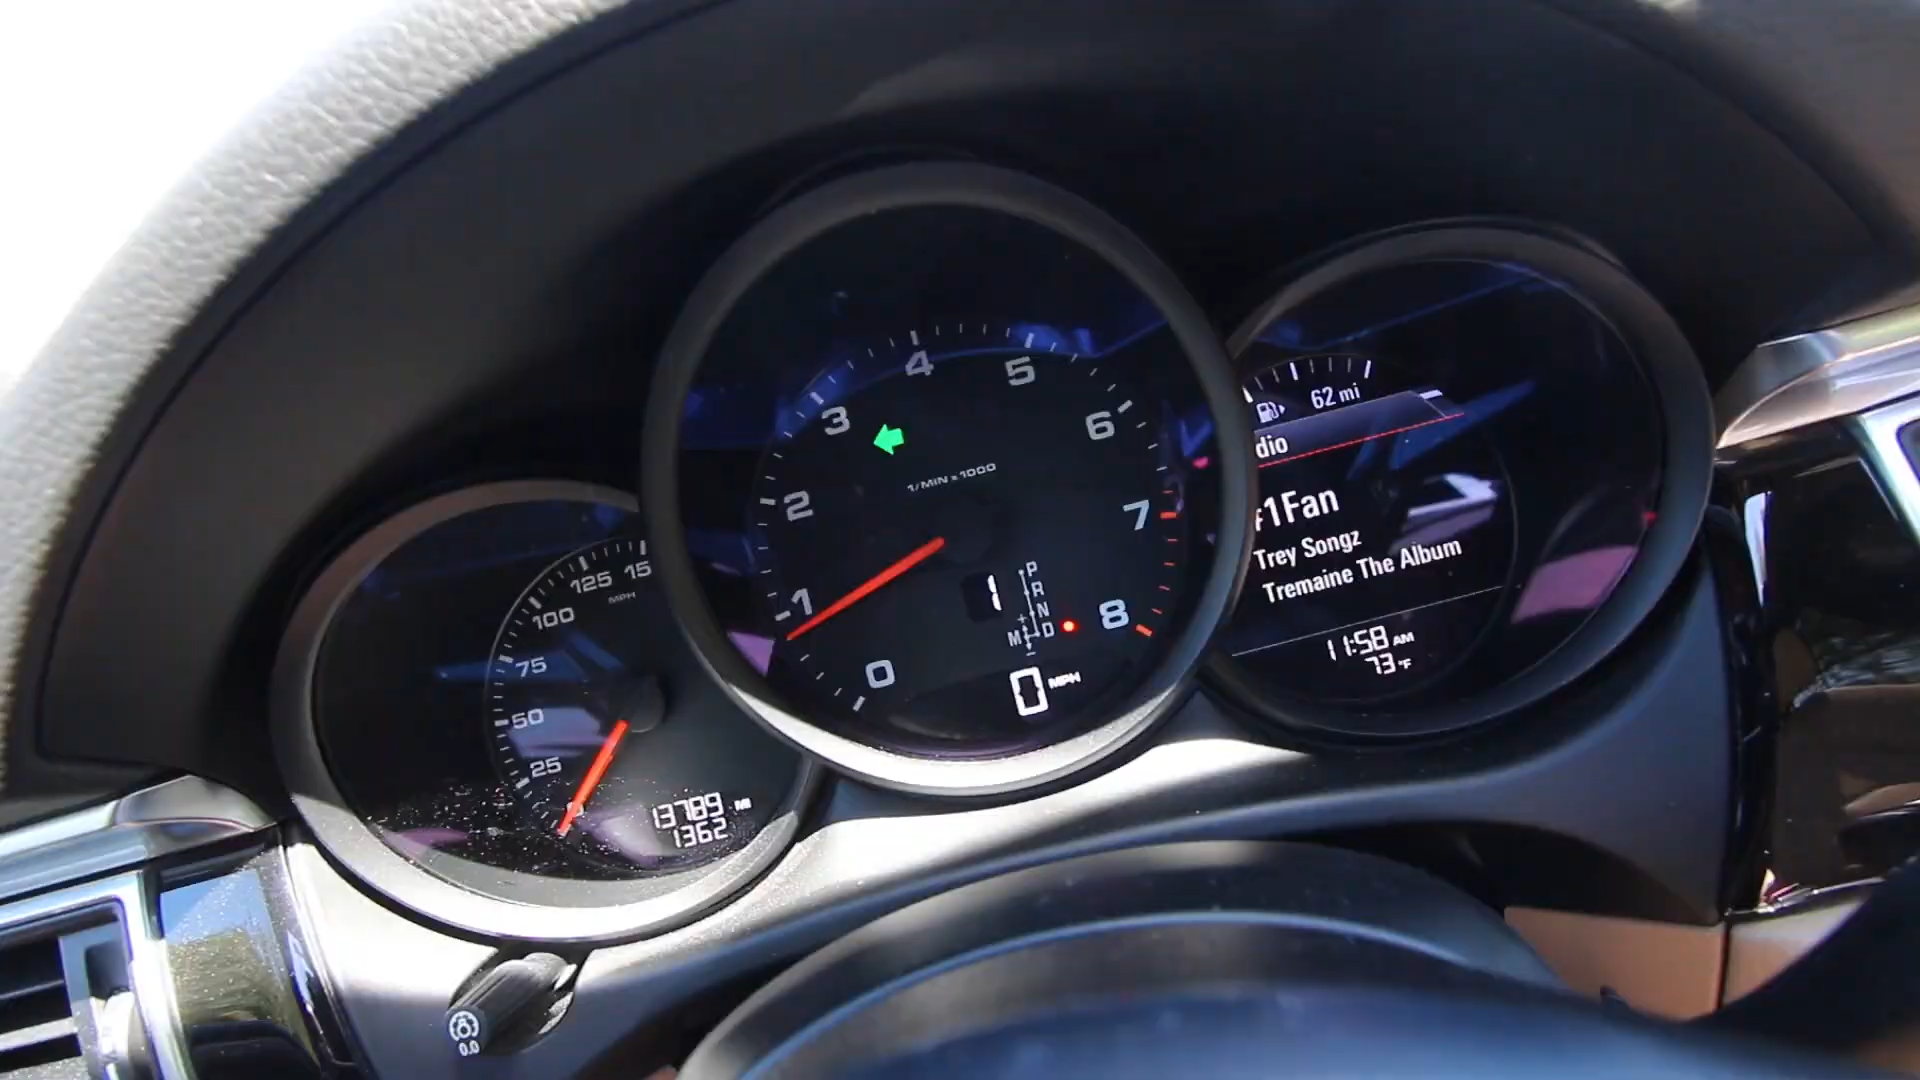 125 15
MPH
100
75
50
25
13789 MI
1362
0.0
4
5
3
6
1/MIN x 1000
2
7
1
8
0
1
P
R
N
D
+
M
-
0 MPH
62 mi
dio
1Fan
Trey Songz
Tremaine The Album
11:58 AM
73°F